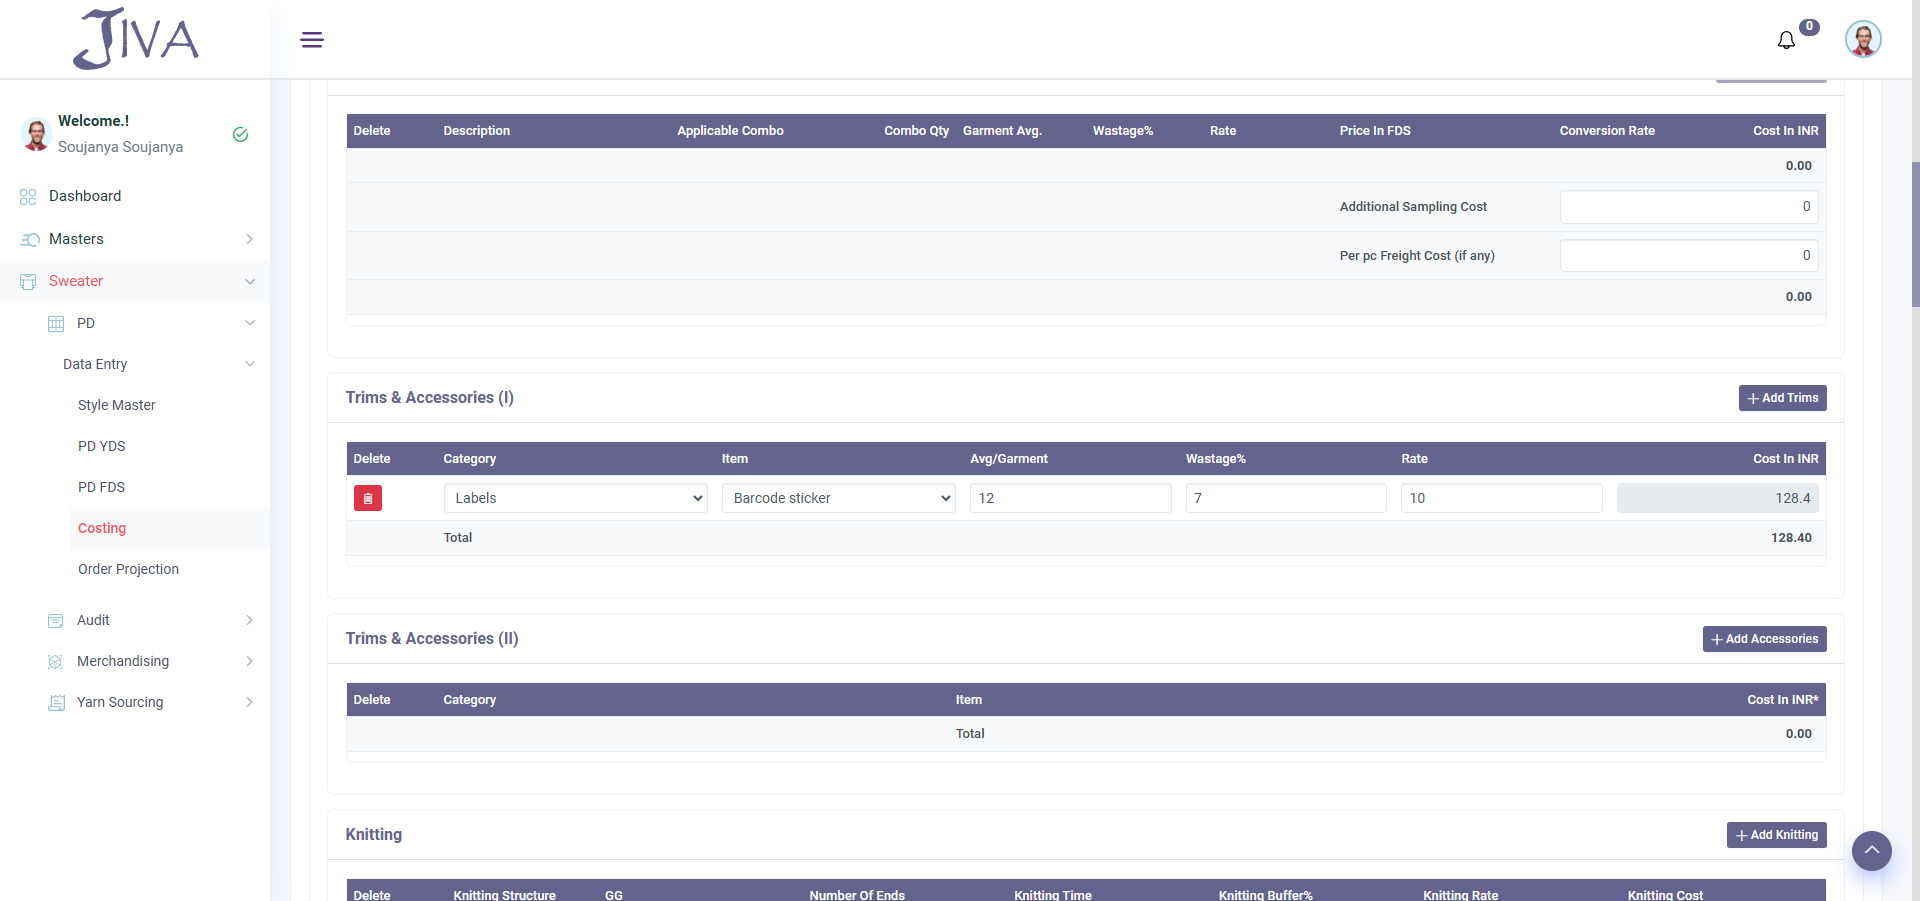 JIVA
0
Welcome.!
Soujanya Soujanya
Dashboard
Masters
Sweater
PD
Data Entry
Style Master
PD YDS
PD FDS
Costing
Order Projection
Audit
Merchandising
Yarn Sourcing
Delete Description Applicable Combo Combo Qty Garment Avg. Wastage% Rate Price In FDS Conversion Rate Cost In INR
0.00
Additional Sampling Cost 0
Per pc Freight Cost (if any) 0
0.00
Trims & Accessories (I) Add Trims
Delete Category Item Avg/Garment Wastage% Rate Cost In INR
Labels Barcode sticker 12 7 10 128.4
Total 128.40
Trims & Accessories (II) Add Accessories
Delete Category Item Cost In INR*
Total 0.00
Knitting Add Knitting
Delete Knitting Structure GG Number Of Ends Knitting Time Knitting Buffer% Knitting Rate Knitting Cost